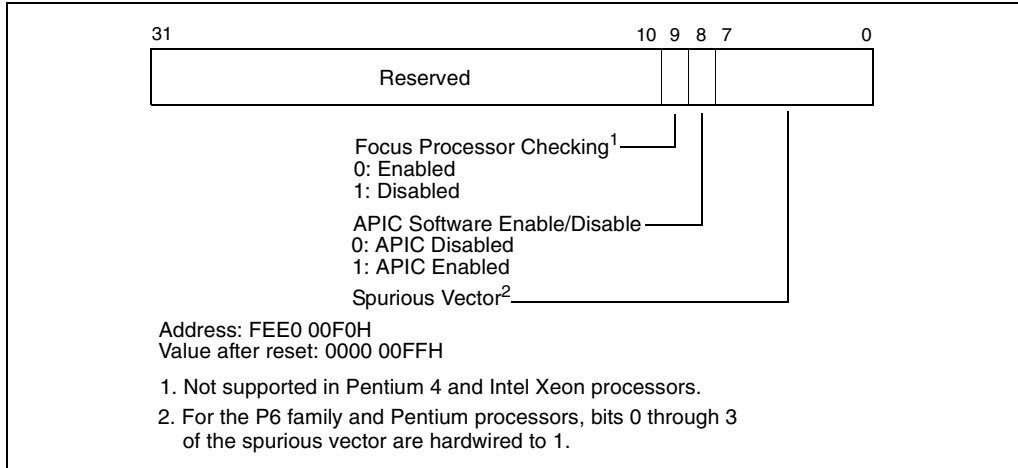 31 10 9 8 7 0
Reserved
Focus Processor Checking1
0: Enabled
1: Disabled
APIC Software Enable/Disable
0: APIC Disabled
1: APIC Enabled
Spurious Vector2
Address: FEE0 00F0H
Value after reset: 0000 00FFH
1. Not supported in Pentium 4 and Intel Xeon processors.
2. For the P6 family and Pentium processors, bits 0 through 3
of the spurious vector are hardwired to 1.